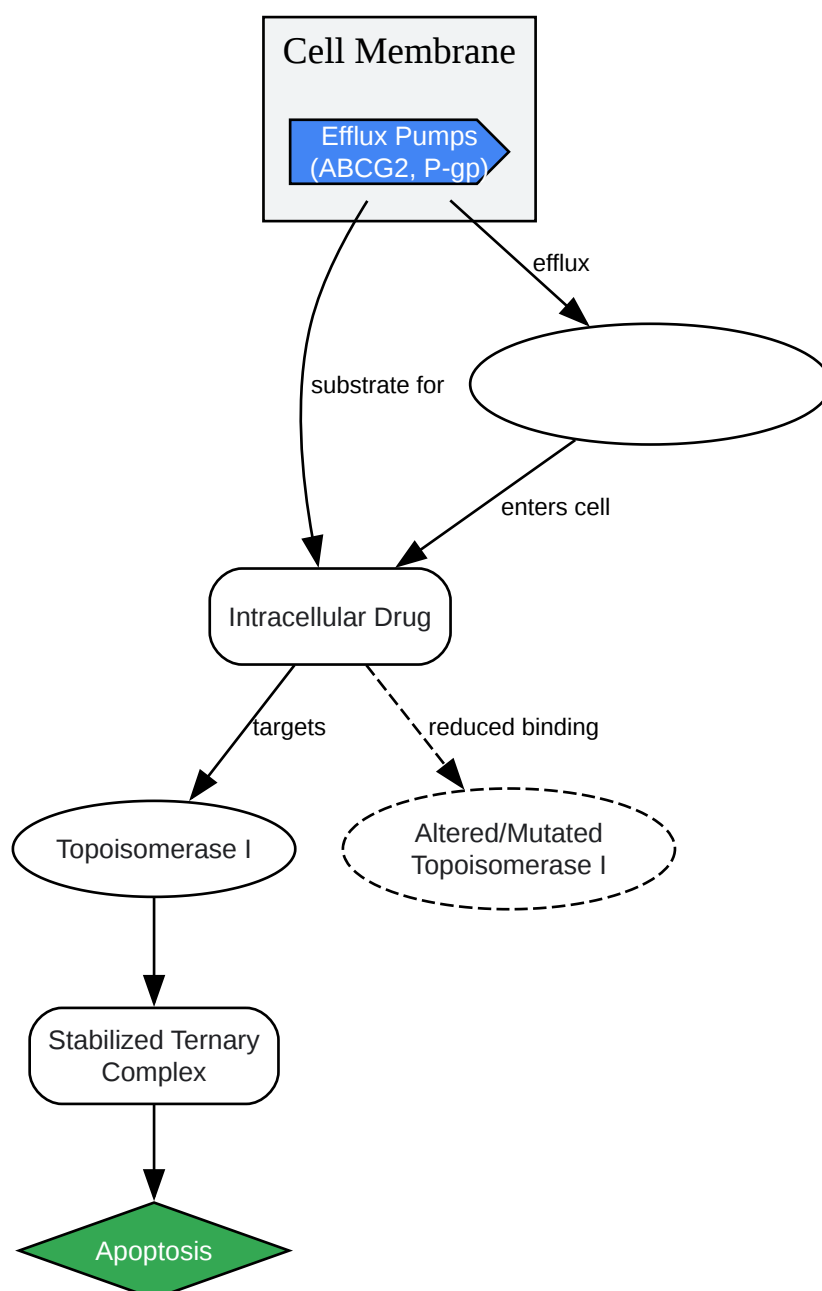 Cell Membrane
Efflux Pumps
(ABCG2, P-gp)
efflux
substrate for
enters cell
Intracellular Drug
targets
reduced binding
Topoisomerase I
Altered/Mutated
Topoisomerase I
Stabilized Ternary
Complex
Apoptosis